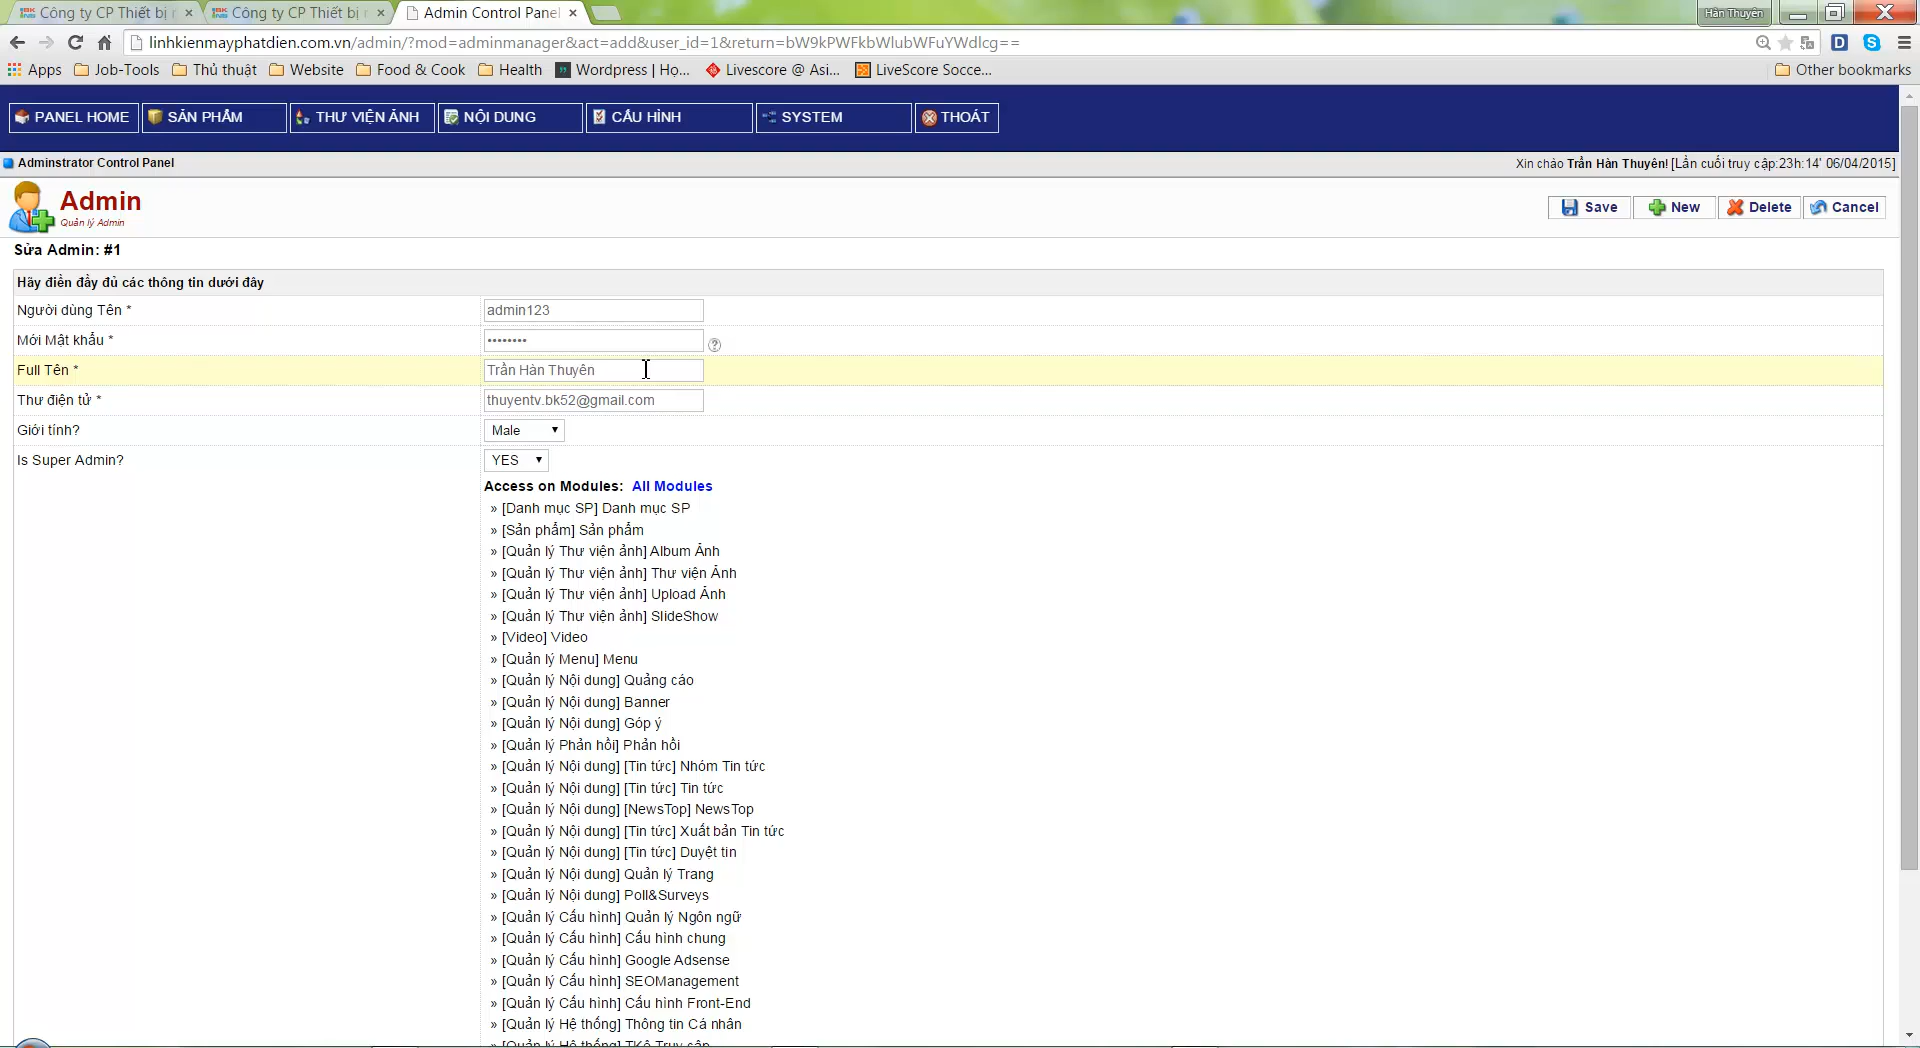 Công ty CP Thiết bị
Công ty CP Thiết bị
Admin Control Panel
Hàn Thuyên
linhkienmayphatdien.com.vn/admin/?mod=adminmanager&act=add&user_id=1&return=bW9kPWFkbWlubWFuYWdlcg==
Apps Job-Tools Thủ thuật Website Food & Cook Health Wordpress | Họ... Livescore @ Asi... LiveScore Socce... Other bookmarks
PANEL HOME SẢN PHẨM THƯ VIỆN ẢNH NỘI DUNG CẤU HÌNH SYSTEM THOÁT
Adminstrator Control Panel
Xin chào Trần Hàn Thuyên! [Lần cuối truy cập:23h:14' 06/04/2015]
Admin
Quản lý Admin
Save New Delete Cancel
Sửa Admin: #1
Hãy điền đầy đủ các thông tin dưới đây
Người dùng Tên * admin123
Mới Mật khẩu * ••••••••
Full Tên * Trần Hàn Thuyên
Thư điện tử * thuyentv.bk52@gmail.com
Giới tính? Male
Is Super Admin? YES
Access on Modules: All Modules
» [Danh mục SP] Danh mục SP
» [Sản phẩm] Sản phẩm
» [Quản lý Thư viện ảnh] Album Ảnh
» [Quản lý Thư viện ảnh] Thư viện Ảnh
» [Quản lý Thư viện ảnh] Upload Ảnh
» [Quản lý Thư viện ảnh] SlideShow
» [Video] Video
» [Quản lý Menu] Menu
» [Quản lý Nội dung] Quảng cáo
» [Quản lý Nội dung] Banner
» [Quản lý Nội dung] Góp ý
» [Quản lý Phản hồi] Phản hồi
» [Quản lý Nội dung] [Tin tức] Nhóm Tin tức
» [Quản lý Nội dung] [Tin tức] Tin tức
» [Quản lý Nội dung] [NewsTop] NewsTop
» [Quản lý Nội dung] [Tin tức] Xuất bản Tin tức
» [Quản lý Nội dung] [Tin tức] Duyệt tin
» [Quản lý Nội dung] Quản lý Trang
» [Quản lý Nội dung] Poll&Surveys
» [Quản lý Cấu hình] Quản lý Ngôn ngữ
» [Quản lý Cấu hình] Cấu hình chung
» [Quản lý Cấu hình] Google Adsense
» [Quản lý Cấu hình] SEOManagement
» [Quản lý Cấu hình] Cấu hình Front-End
» [Quản lý Hệ thống] Thông tin Cá nhân
» [Quản lý Hệ thống] TKê Truy cập